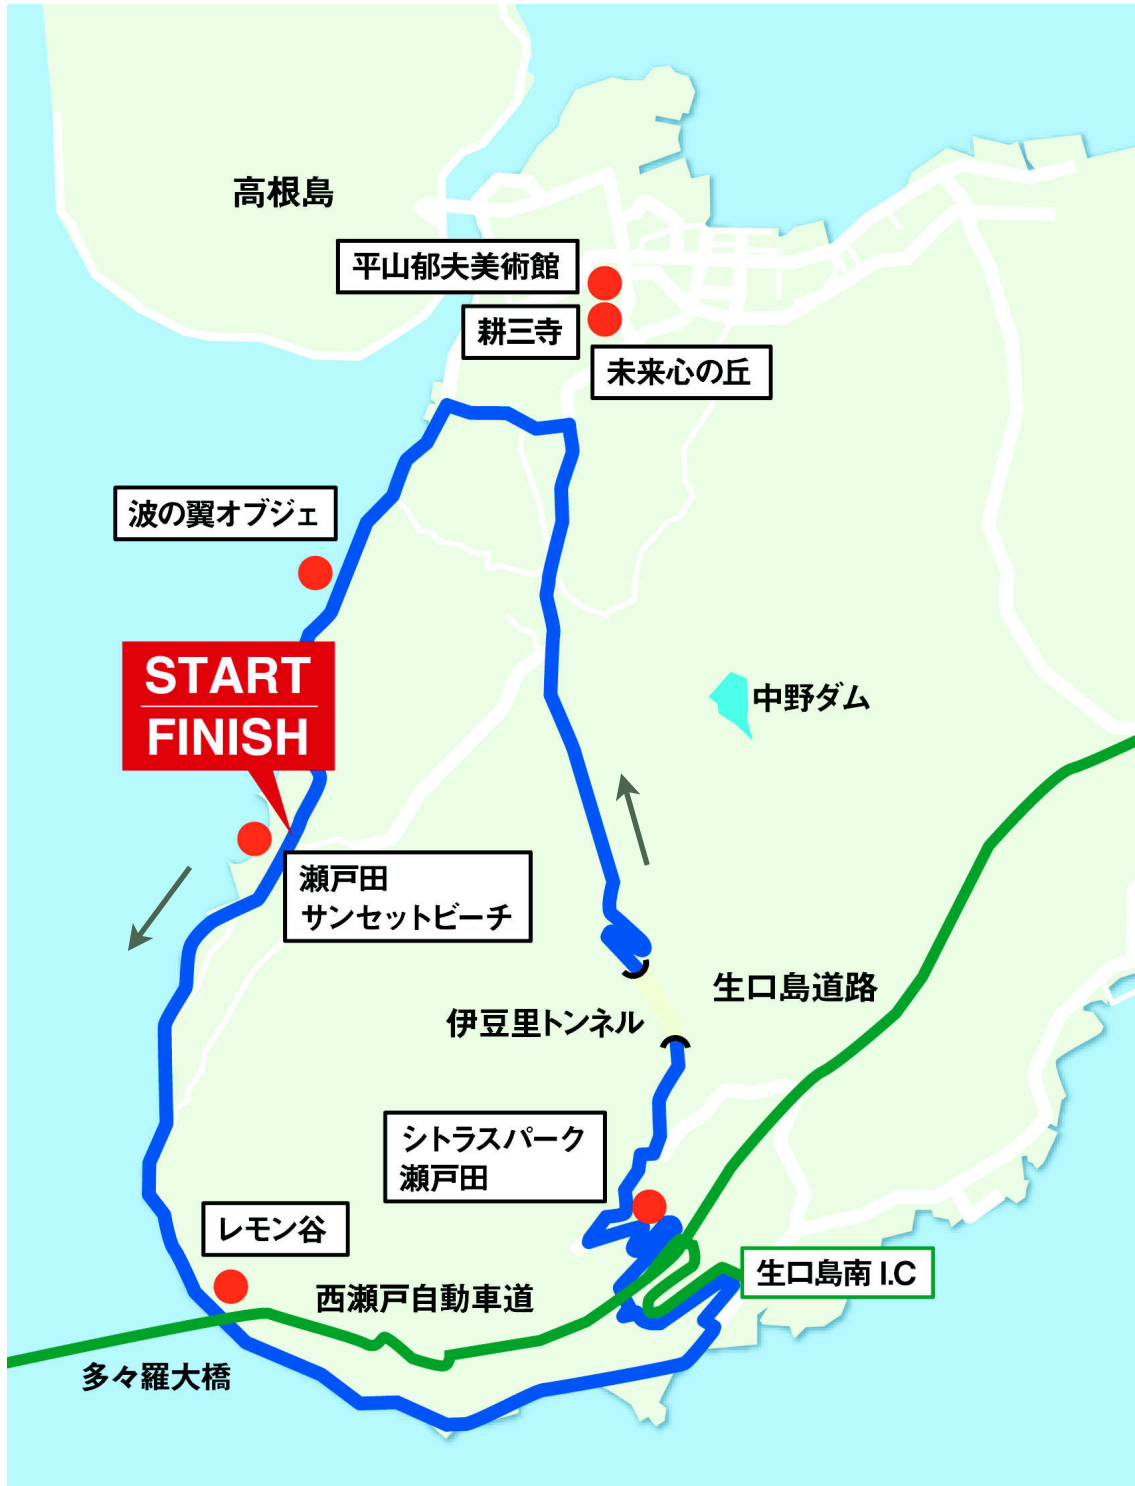 高根島
平山郁夫美術館
耕三寺
未来心の丘
波の翼オブジェ
START
FINISH
中野ダム
瀬戸田
サンセットビーチ
生口島道路
伊豆里トンネル
シトラスパーク
瀬戸田
レモン谷
生口島南 I.C
西瀬戸自動車道
多々羅大橋